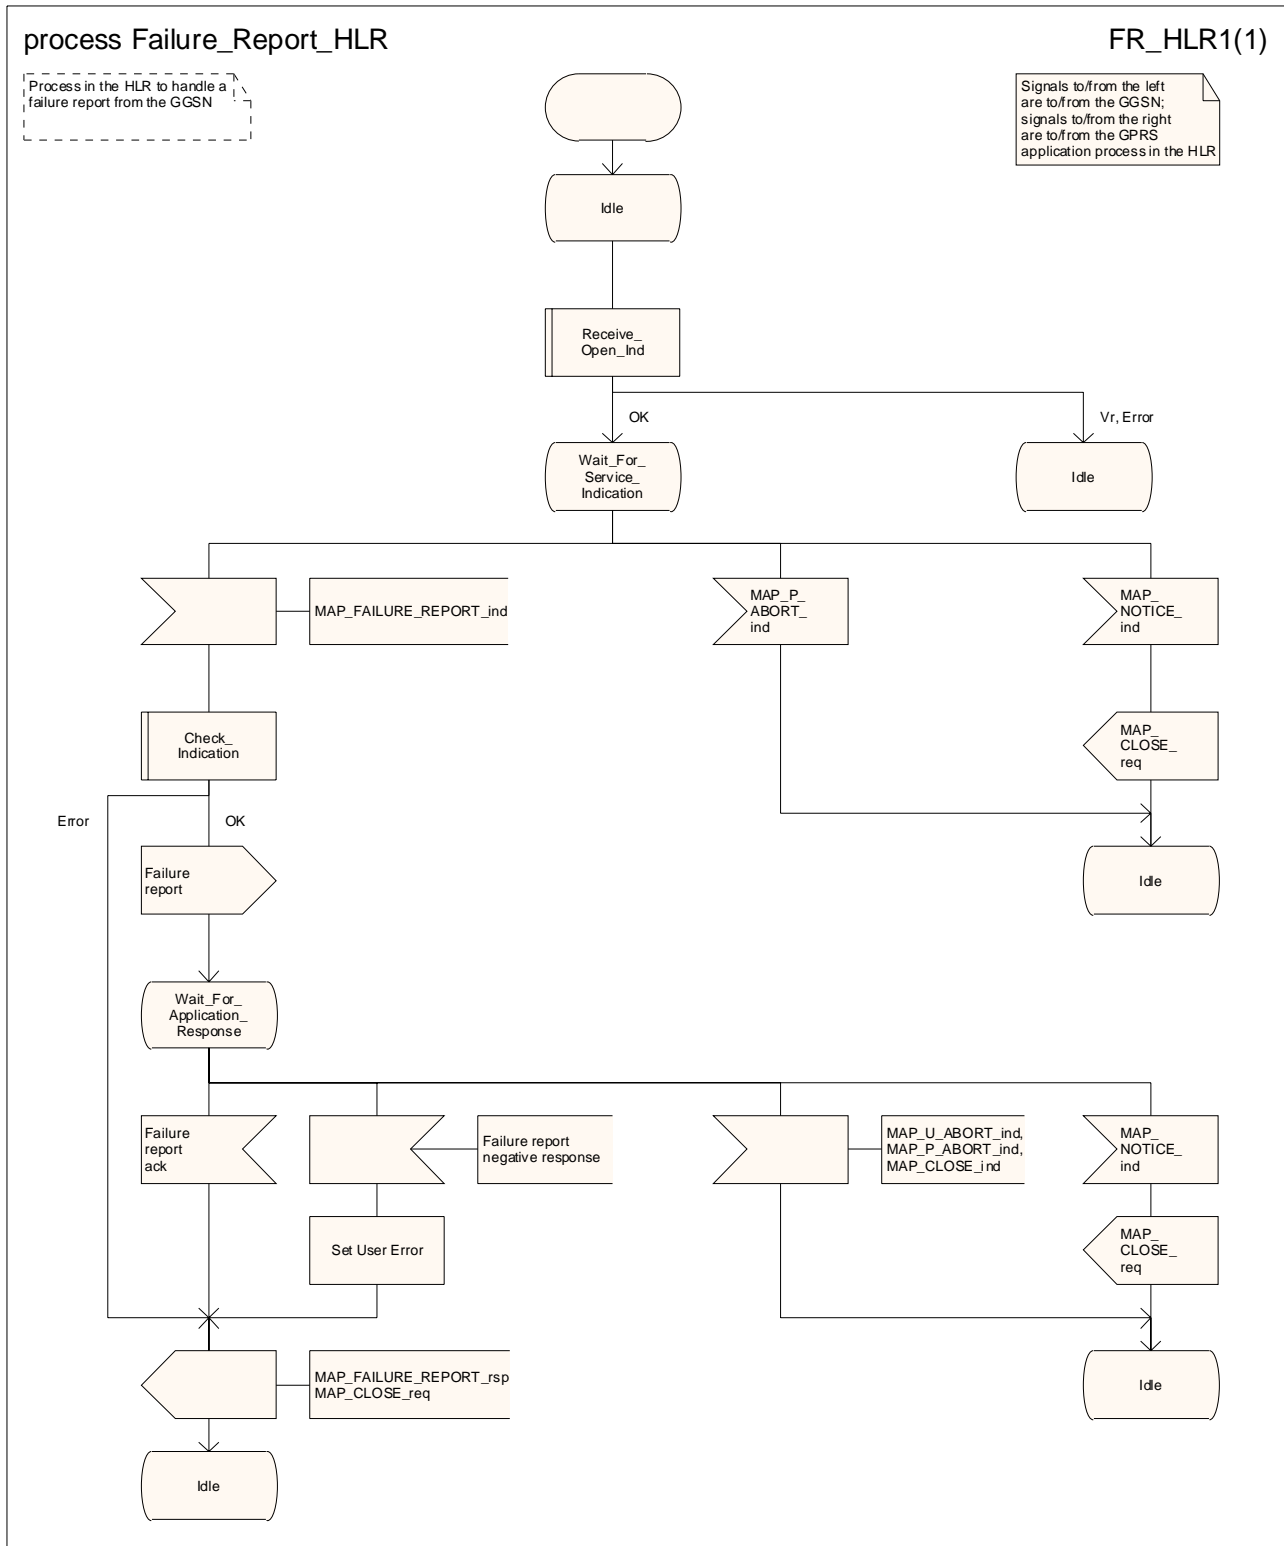 process Failure_Report_HLR
FR_HLR1(1)
Process in the HLR to handle a
failure report from the GGSN
Signals to/from the left
are to/from the GGSN;
signals to/from the right
are to/from the GPRS
application process in the HLR
Idle
Receive_
Open_Ind
OK
Vr, Error
Wait_For_
Service_
Indication
Idle
MAP_FAILURE_REPORT_ind
MAP_P_
ABORT_
ind
MAP_
NOTICE_
ind
Check_
Indication
MAP_
CLOSE_
req
Error
OK
Failure
report
Idle
Wait_For_
Application_
Response
Failure
report
ack
Failure report
negative response
MAP_U_ABORT_ind,
MAP_P_ABORT_ind,
MAP_CLOSE_ind
MAP_
NOTICE_
ind
Set User Error
MAP_
CLOSE_
req
MAP_FAILURE_REPORT_rsp
MAP_CLOSE_req
Idle
Idle